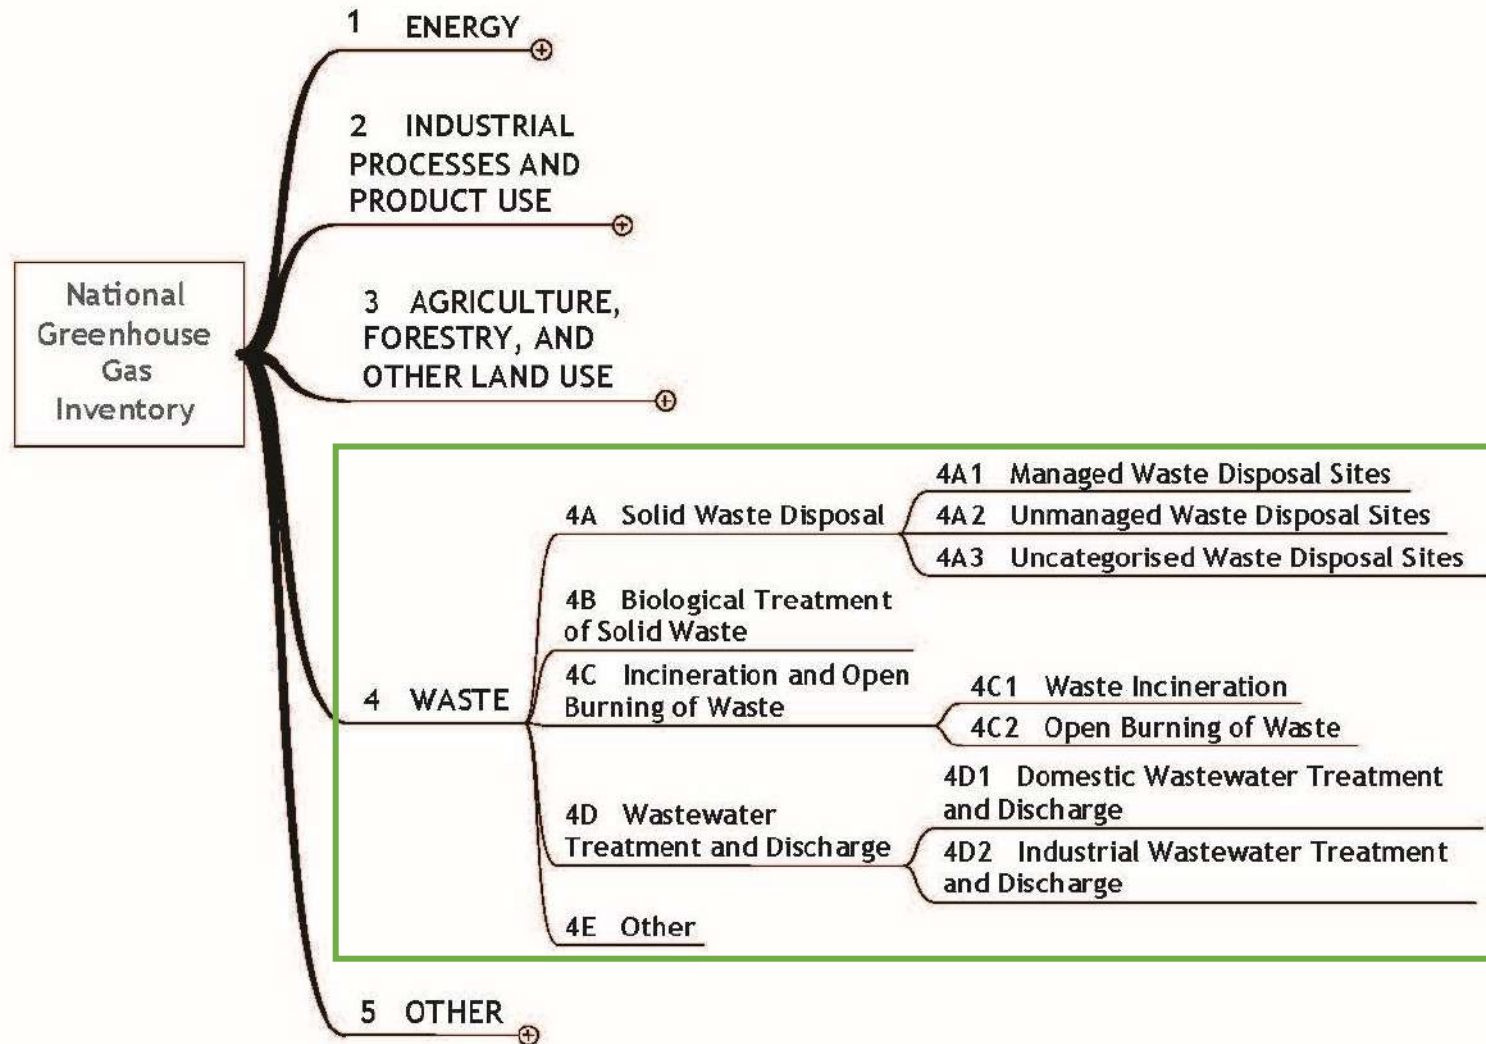 1 ENERGY
2 INDUSTRIAL
PROCESSES AND
PRODUCT USE
National
Greenhouse
Gas
Inventory
3 AGRICULTURE,
FORESTRY, AND
OTHER LAND USE
4 WASTE
4A Solid Waste Disposal
4A1 Managed Waste Disposal Sites
4A2 Unmanaged Waste Disposal Sites
4A3 Uncategorised Waste Disposal Sites
4B Biological Treatment
of Solid Waste
4C Incineration and Open
Burning of Waste
4C1 Waste Incineration
4C2 Open Burning of Waste
4D Wastewater
Treatment and Discharge
4D1 Domestic Wastewater Treatment
and Discharge
4D2 Industrial Wastewater Treatment
and Discharge
4E Other
5 OTHER